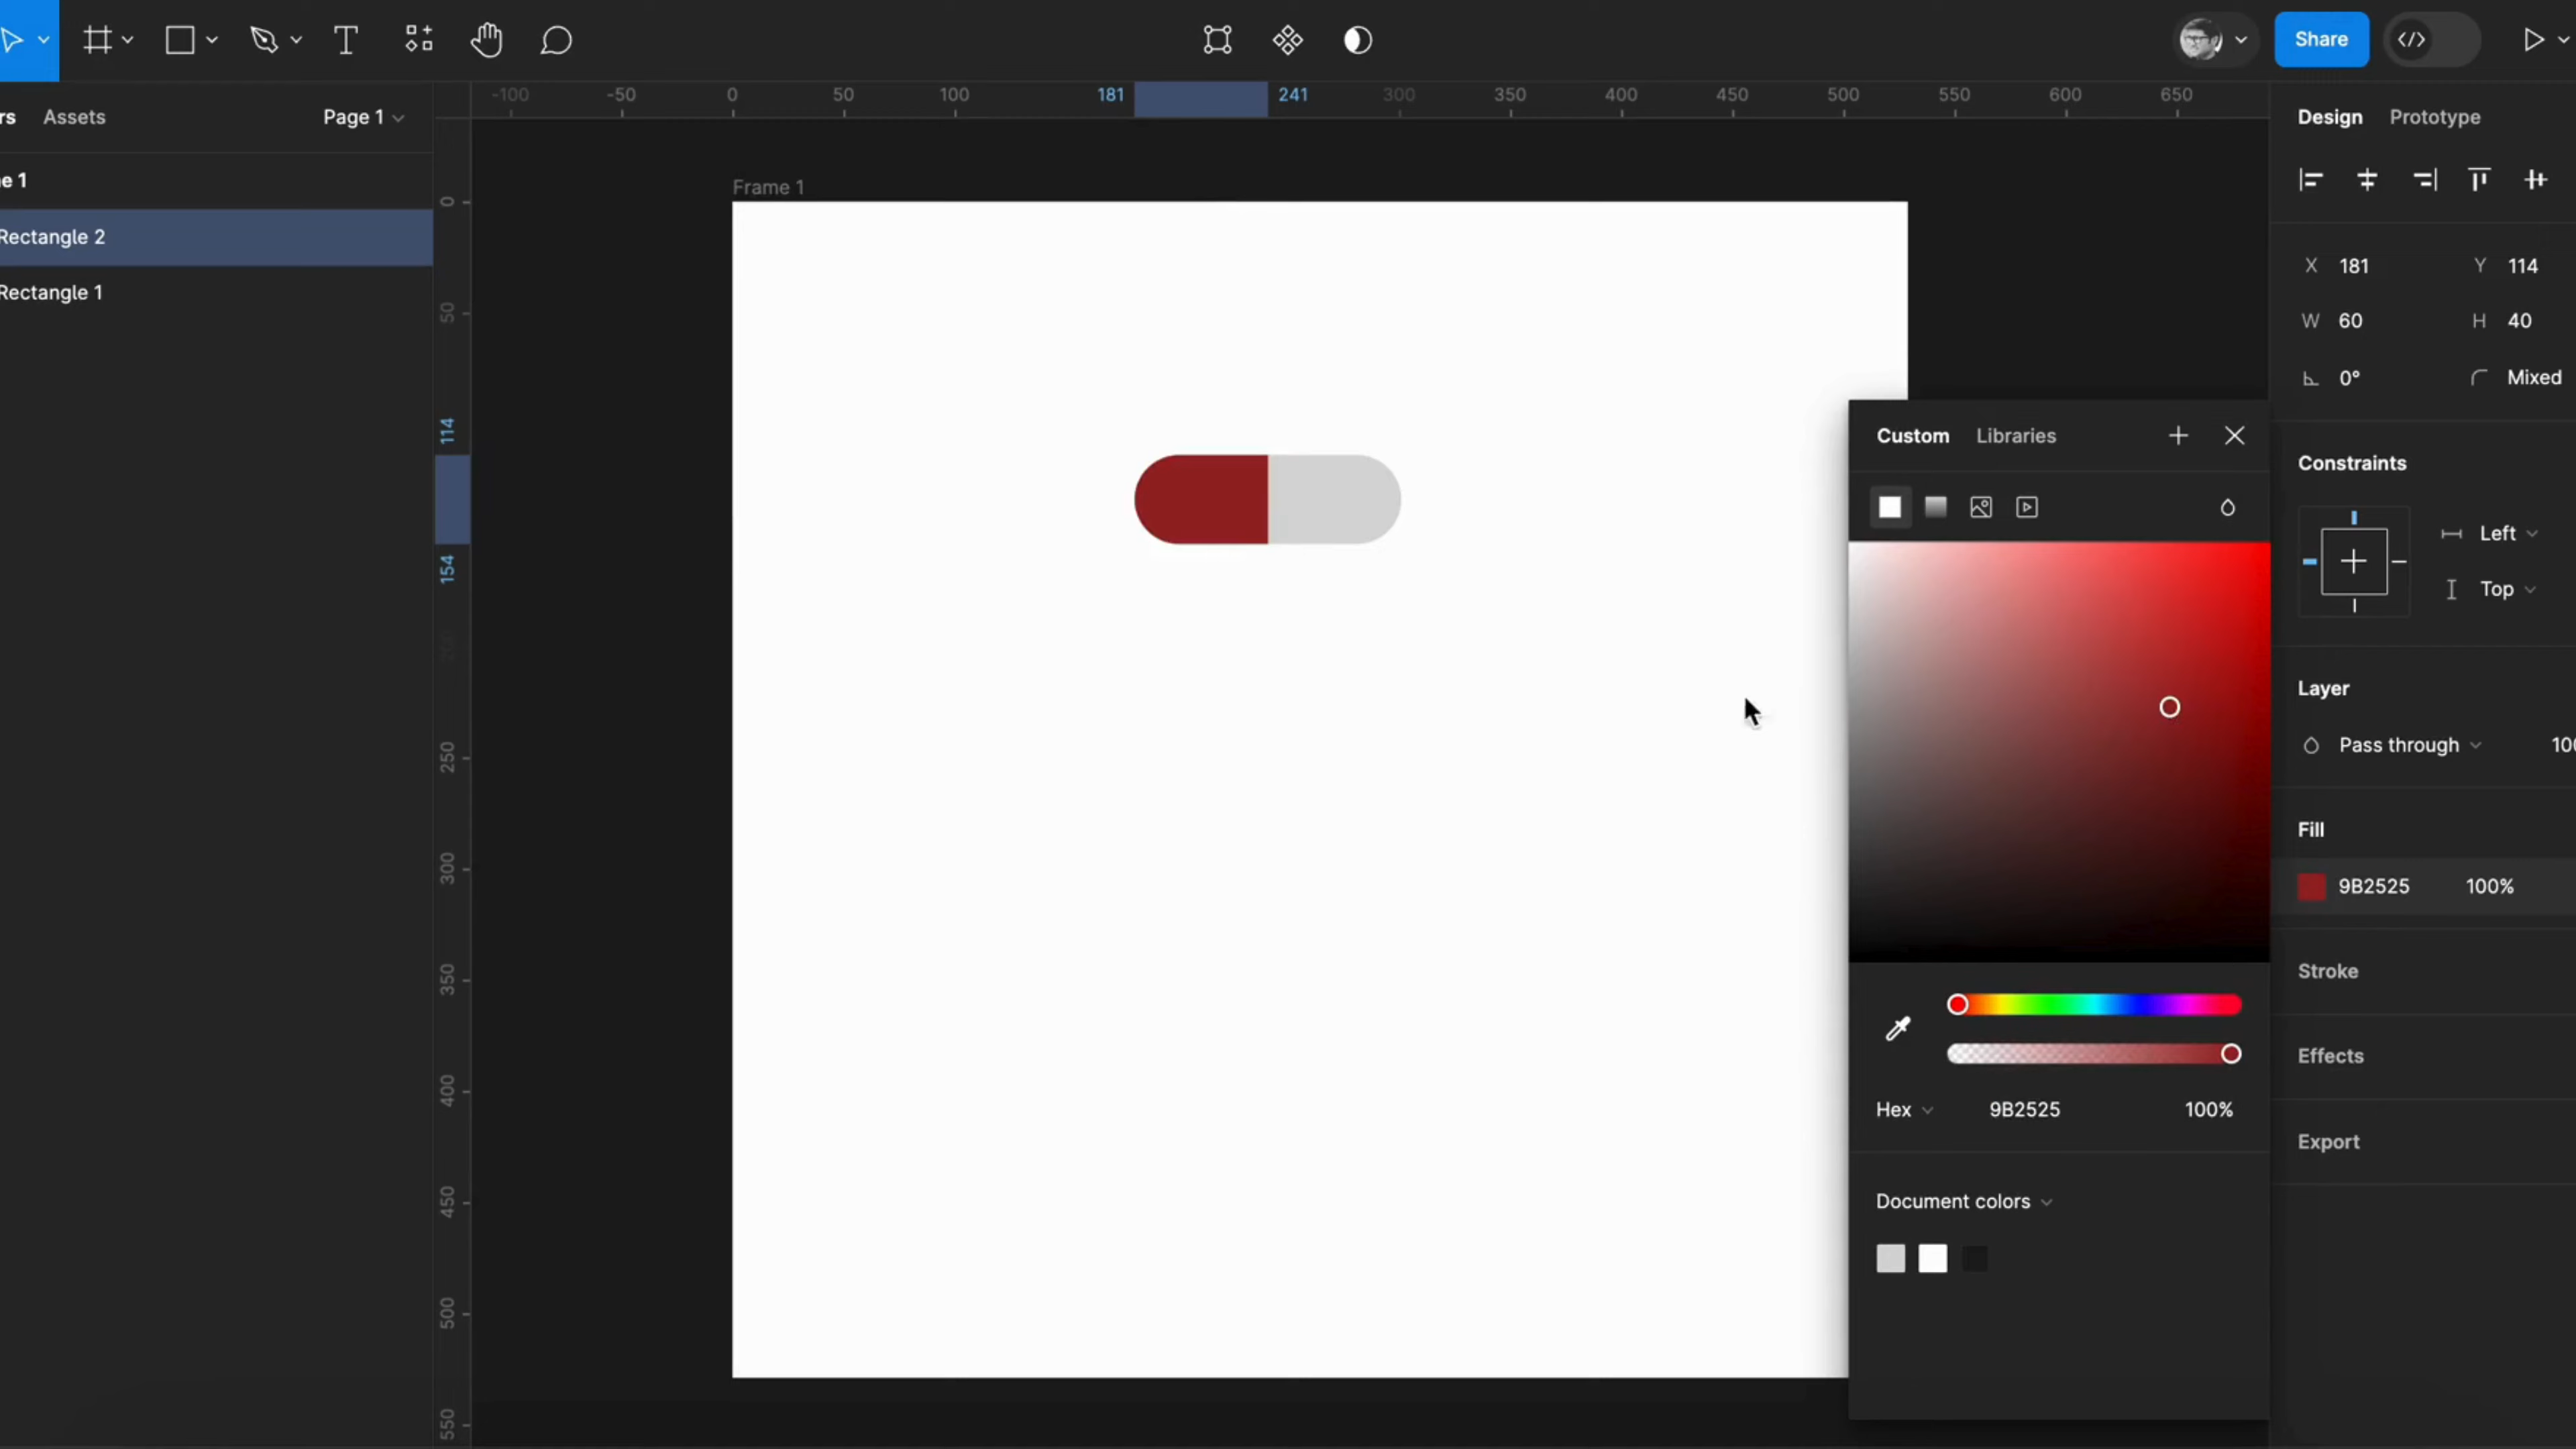 Share
-100 -50 0 50 100 181 241 300 350 400 450 500 550 600 650
rs Assets Page 1
Design Prototype
e 1
Rectangle 2
Rectangle 1
Frame 1
0
50
114
154
250
300
350
400
450
500
550
X 181 Y 114
W 60 H 40
0° Mixed
Constraints
Left
Top
Layer
Pass through 100
Fill
9B2525 100%
Stroke
Effects
Export
Custom Libraries
Hex 9B2525 100%
Document colors